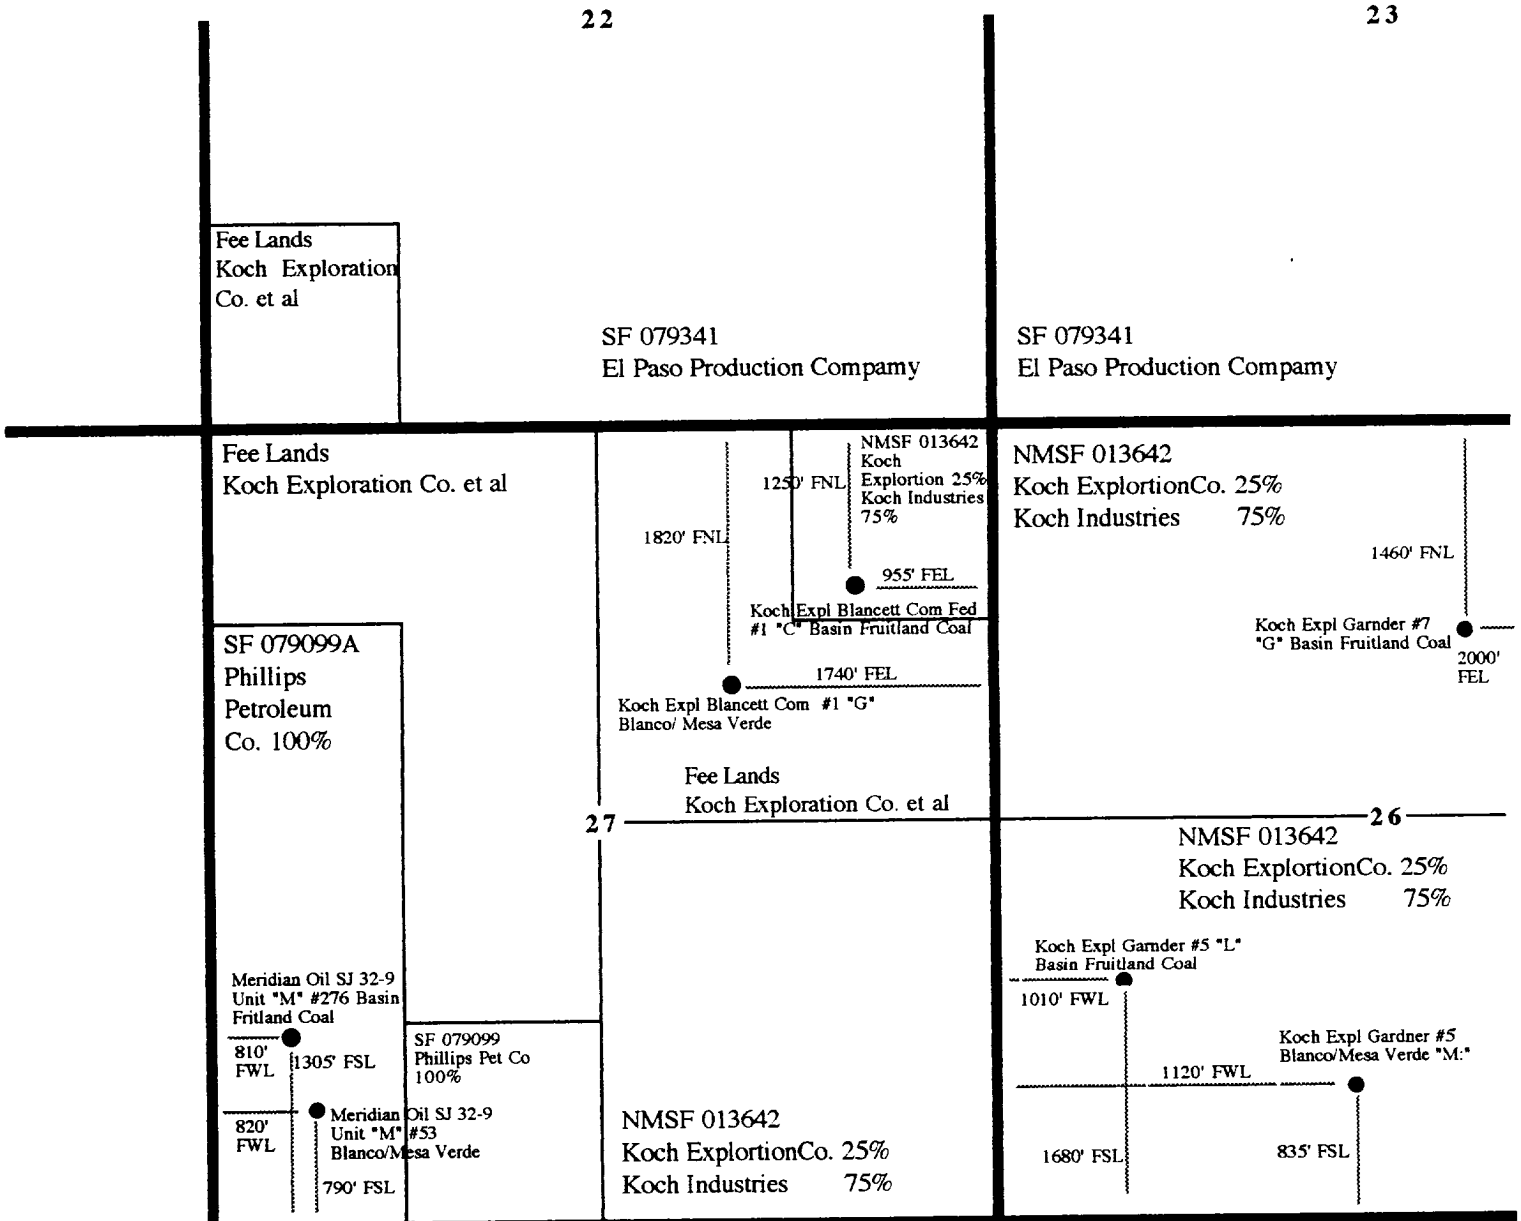 22
23
Fee Lands
Koch Exploration
Co. et al
SF 079341
El Paso Production Compamy
SF 079341
El Paso Production Compamy
Fee Lands
Koch Exploration Co. et al
1820' FNL
1250' FNL
NMSF 013642
Koch
Explortion 25%
Koch Industries
75%
955' FEL
Koch Expl Blancett Com Fed
#1 "C" Basin Fruitland Coal
1740' FEL
Koch Expl Blancett Com #1 "G"
Blanco/ Mesa Verde
Fee Lands
Koch Exploration Co. et al
NMSF 013642
Koch ExplortionCo. 25%
Koch Industries 75%
1460' FNL
Koch Expl Garnder #7
"G" Basin Fruitland Coal
2000'
FEL
SF 079099A
Phillips
Petroleum
Co. 100%
27
26
NMSF 013642
Koch ExplortionCo. 25%
Koch Industries 75%
Meridian Oil SJ 32-9
Unit "M" #276 Basin
Fritland Coal
810'
FWL
1305' FSL
820'
FWL
Meridian Oil SJ 32-9
Unit "M" #53
Blanco/Mesa Verde
790' FSL
SF 079099
Phillips Pet Co
100%
NMSF 013642
Koch ExplortionCo. 25%
Koch Industries 75%
Koch Expl Garnder #5 "L"
Basin Fruitland Coal
1010' FWL
Koch Expl Gardner #5
Blanco/Mesa Verde "M:"
1120' FWL
1680' FSL
835' FSL